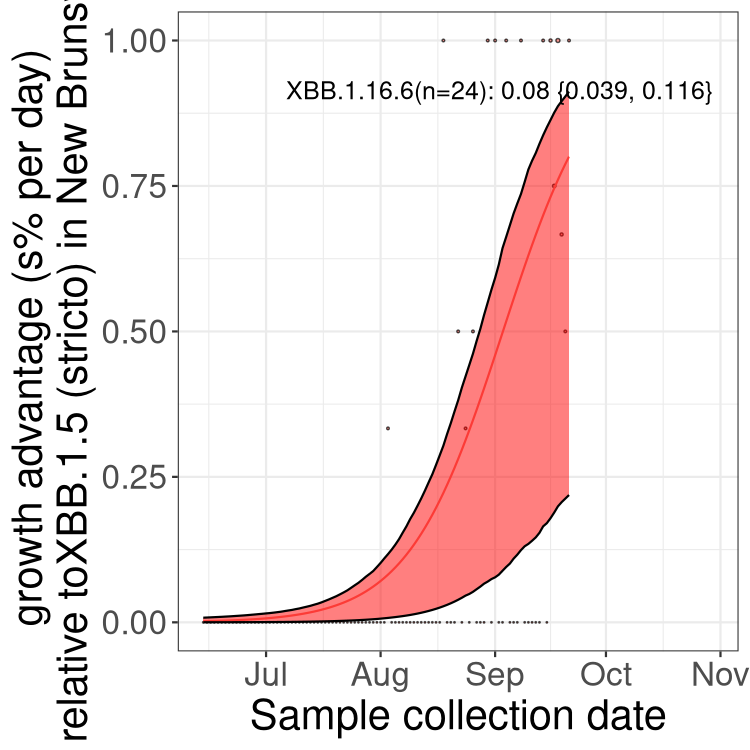 growth advantage (s% per day)
relative toXBB.1.5 (stricto) in New
1.00
0.75
0.50
0.25
0.00
XBB.1.16.6(n=24): 0.08 {0.039, 0.116}
Jul Aug Sep Oct Nov
Sample collection date